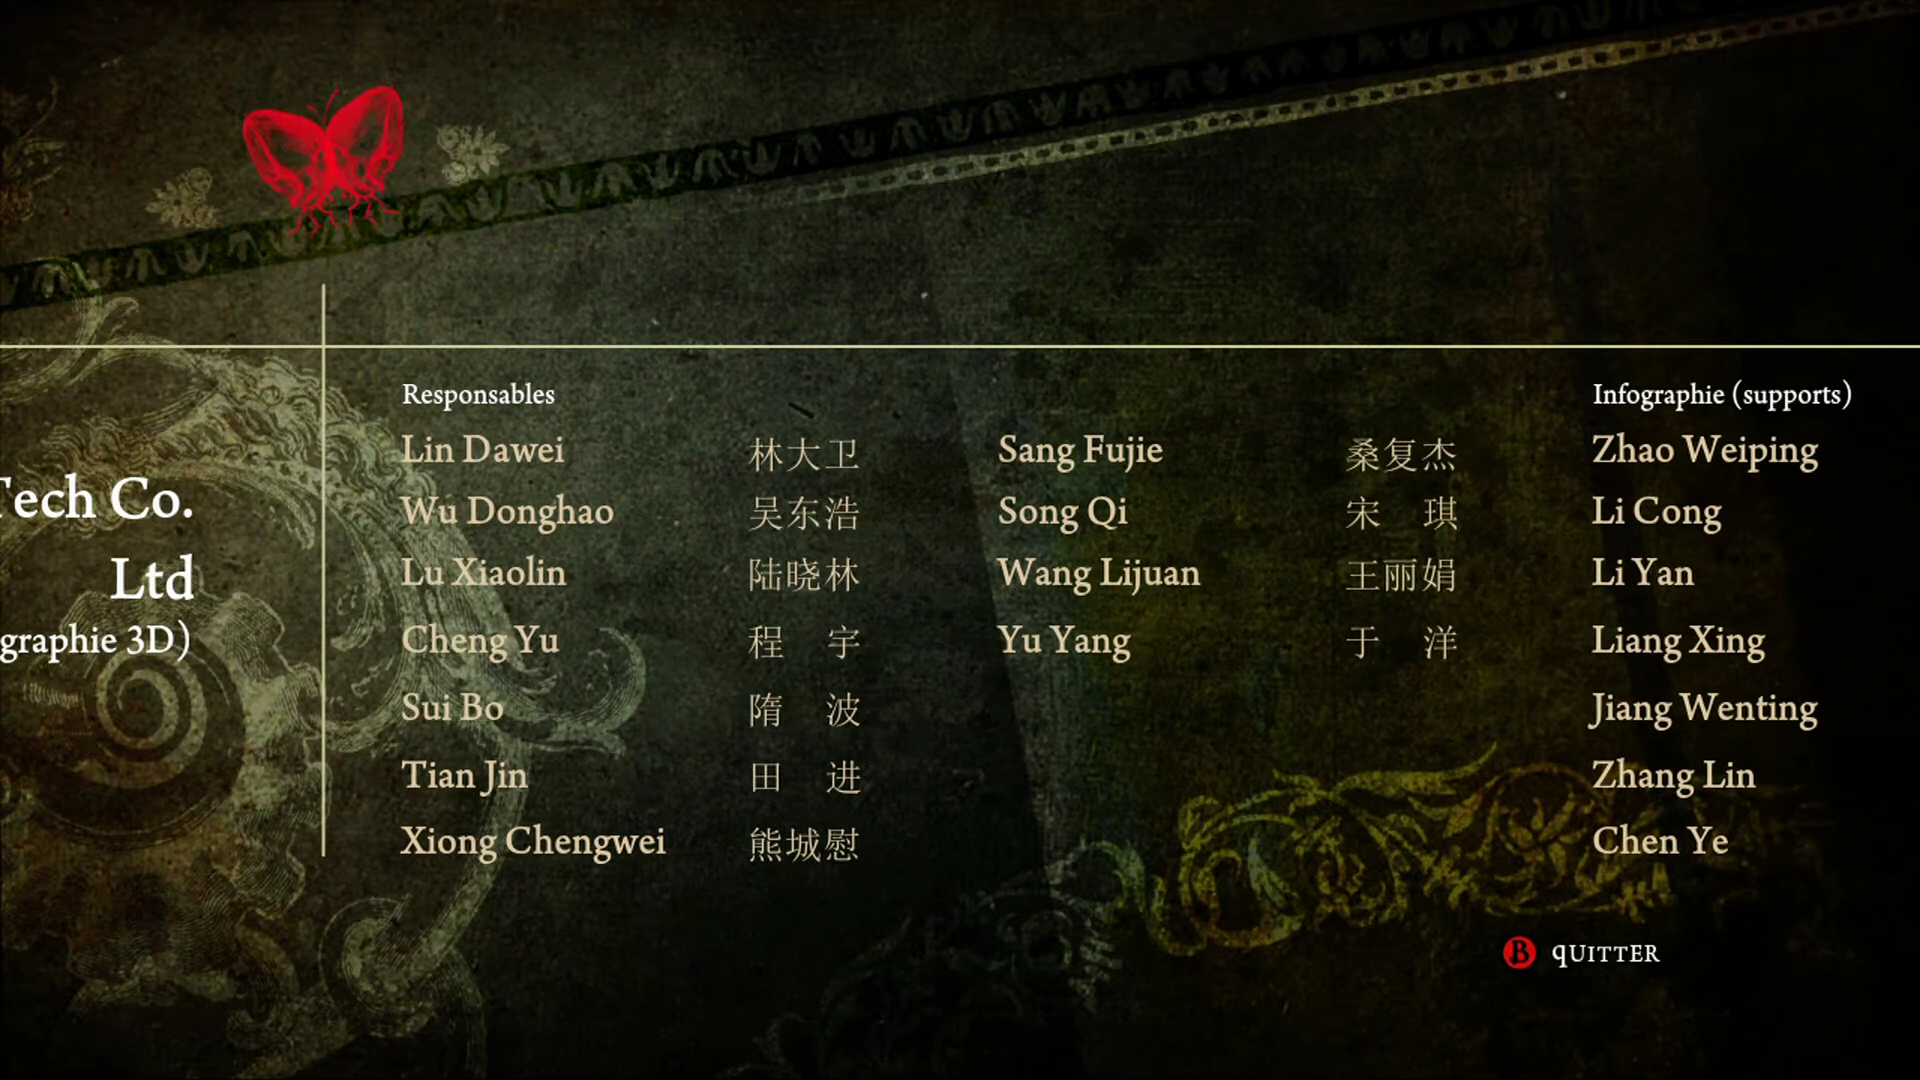 Tech Co.
Ltd
graphie 3D)
Responsables
Lin Dawei 林大卫
Wu Donghao 吴东浩
Lu Xiaolin 陆晓林
Cheng Yu 程 宇
Sui Bo 隋 波
Tian Jin 田 进
Xiong Chengwei 熊城慰
Sang Fujie 桑复杰
Song Qi 宋 琪
Wang Lijuan 王丽娟
Yu Yang 于 洋
Infographie (supports)
Zhao Weiping
Li Cong
Li Yan
Liang Xing
Jiang Wenting
Zhang Lin
Chen Ye
B QUITTER